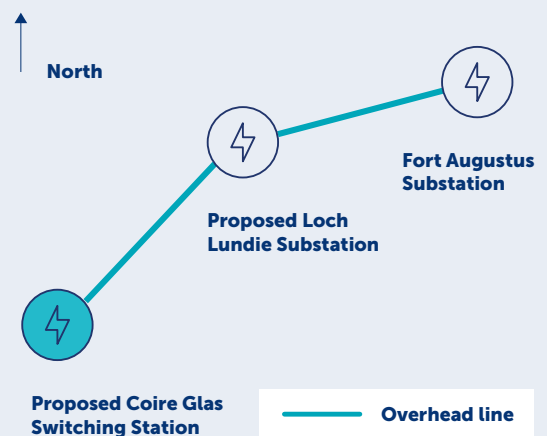 North
Fort Augustus
Substation
Proposed Loch
Lundie Substation
Proposed Coire Glas
Switching Station
Overhead line